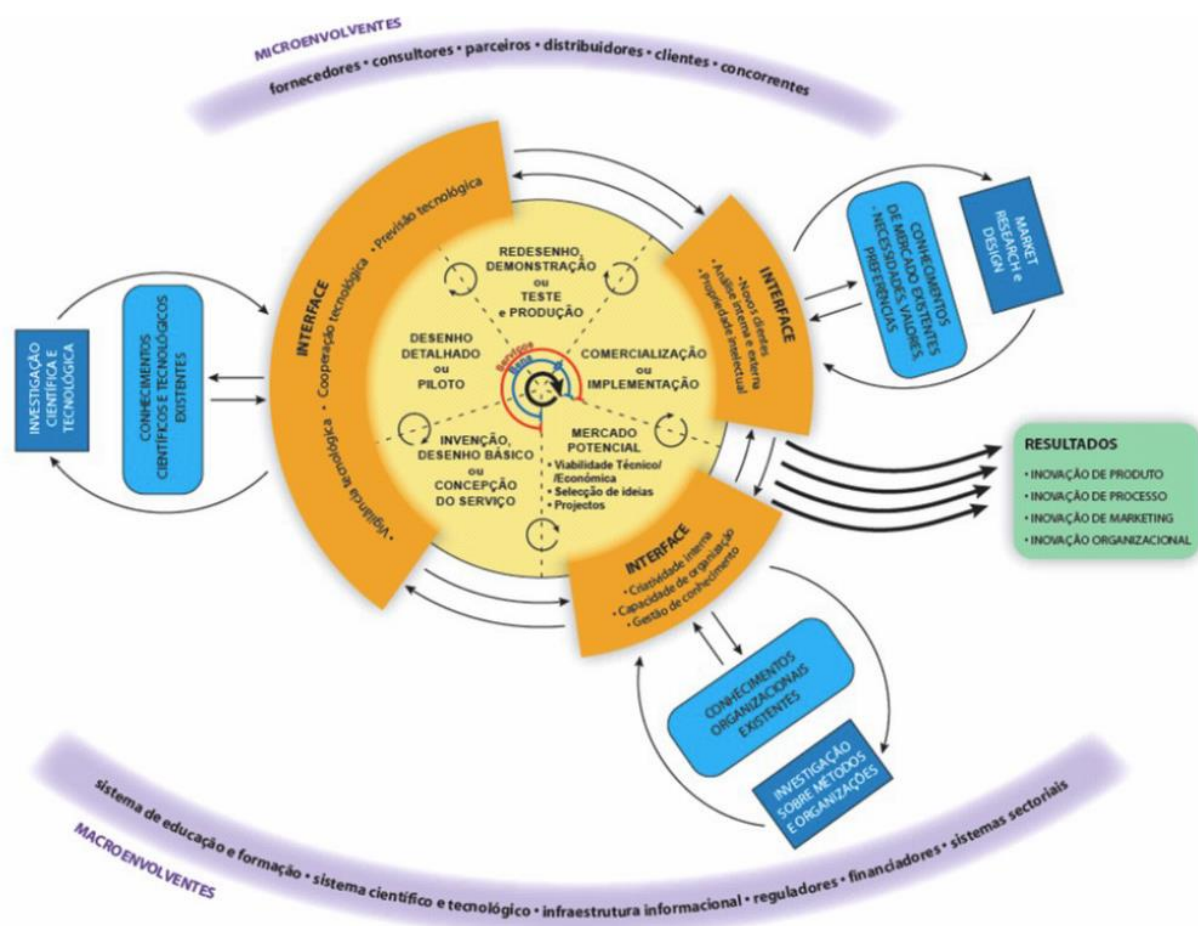 MICROENVOLVENTES
fornecedores • consultores • parceiros • distribuidores • clientes • concorrentes
INTERFACE
• Vigilância tecnológica • Cooperação tecnológica • Previsão tecnológica
REDESENHO,
DEMONSTRAÇÃO
ou
TESTE
e PRODUÇÃO
DESENHO
DETALHADO
ou
PILOTO
Serviços
Bens
COMERCIALIZAÇÃO
ou
IMPLEMENTAÇÃO
INVENÇÃO,
DESENHO BÁSICO
ou
CONCEPÇÃO
DO SERVIÇO
MERCADO
POTENCIAL
• Viabilidade Técnico/
/Económica
• Selecção de ideias
• Projectos
INTERFACE
• Novos clientes
• Análise interna e externa
• Propriedade intelectual
CONHECIMENTOS
DE MERCADO EXISTENTES
- NECESSIDADES, VALORES,
PREFERENCIAS
MARKET
RESEARCH e
DESIGN
INVESTIGAÇÃO
CIENTÍFICA E
TECNOLÓGICA
CONHECIMENTOS
CIENTÍFICOS E TECNOLÓGICOS
EXISTENTES
RESULTADOS
• INOVAÇÃO DE PRODUTO
• INOVAÇÃO DE PROCESSO
• INOVAÇÃO DE MARKETING
• INOVAÇÃO ORGANIZACIONAL
INTERFACE
• Criatividade interna
• Capacidade de organização
• Gestão de conhecimento
CONHECIMENTOS
ORGANIZACIONAIS
EXISTENTES
INVESTIGAÇÃO
SOBRE MÉTODOS
E ORGANIZAÇÕES
sistema de educação e formação • sistema científico e tecnológico • infraestrutura informacional • reguladores • financiadores • sistemas sectoriais
MACROENVOLVENTES